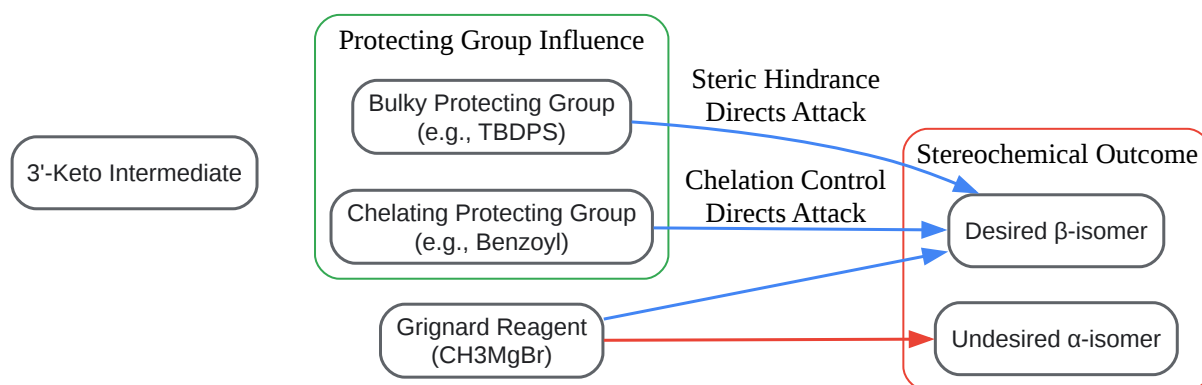 Protecting Group Influence
Bulky Protecting Group
(e.g., TBDPS)
Steric Hindrance
Directs Attack
3'-Keto Intermediate
Chelating Protecting Group
(e.g., Benzoyl)
Chelation Control
Directs Attack
Stereochemical Outcome
Desired β-isomer
Grignard Reagent
(CH3MgBr)
Undesired α-isomer